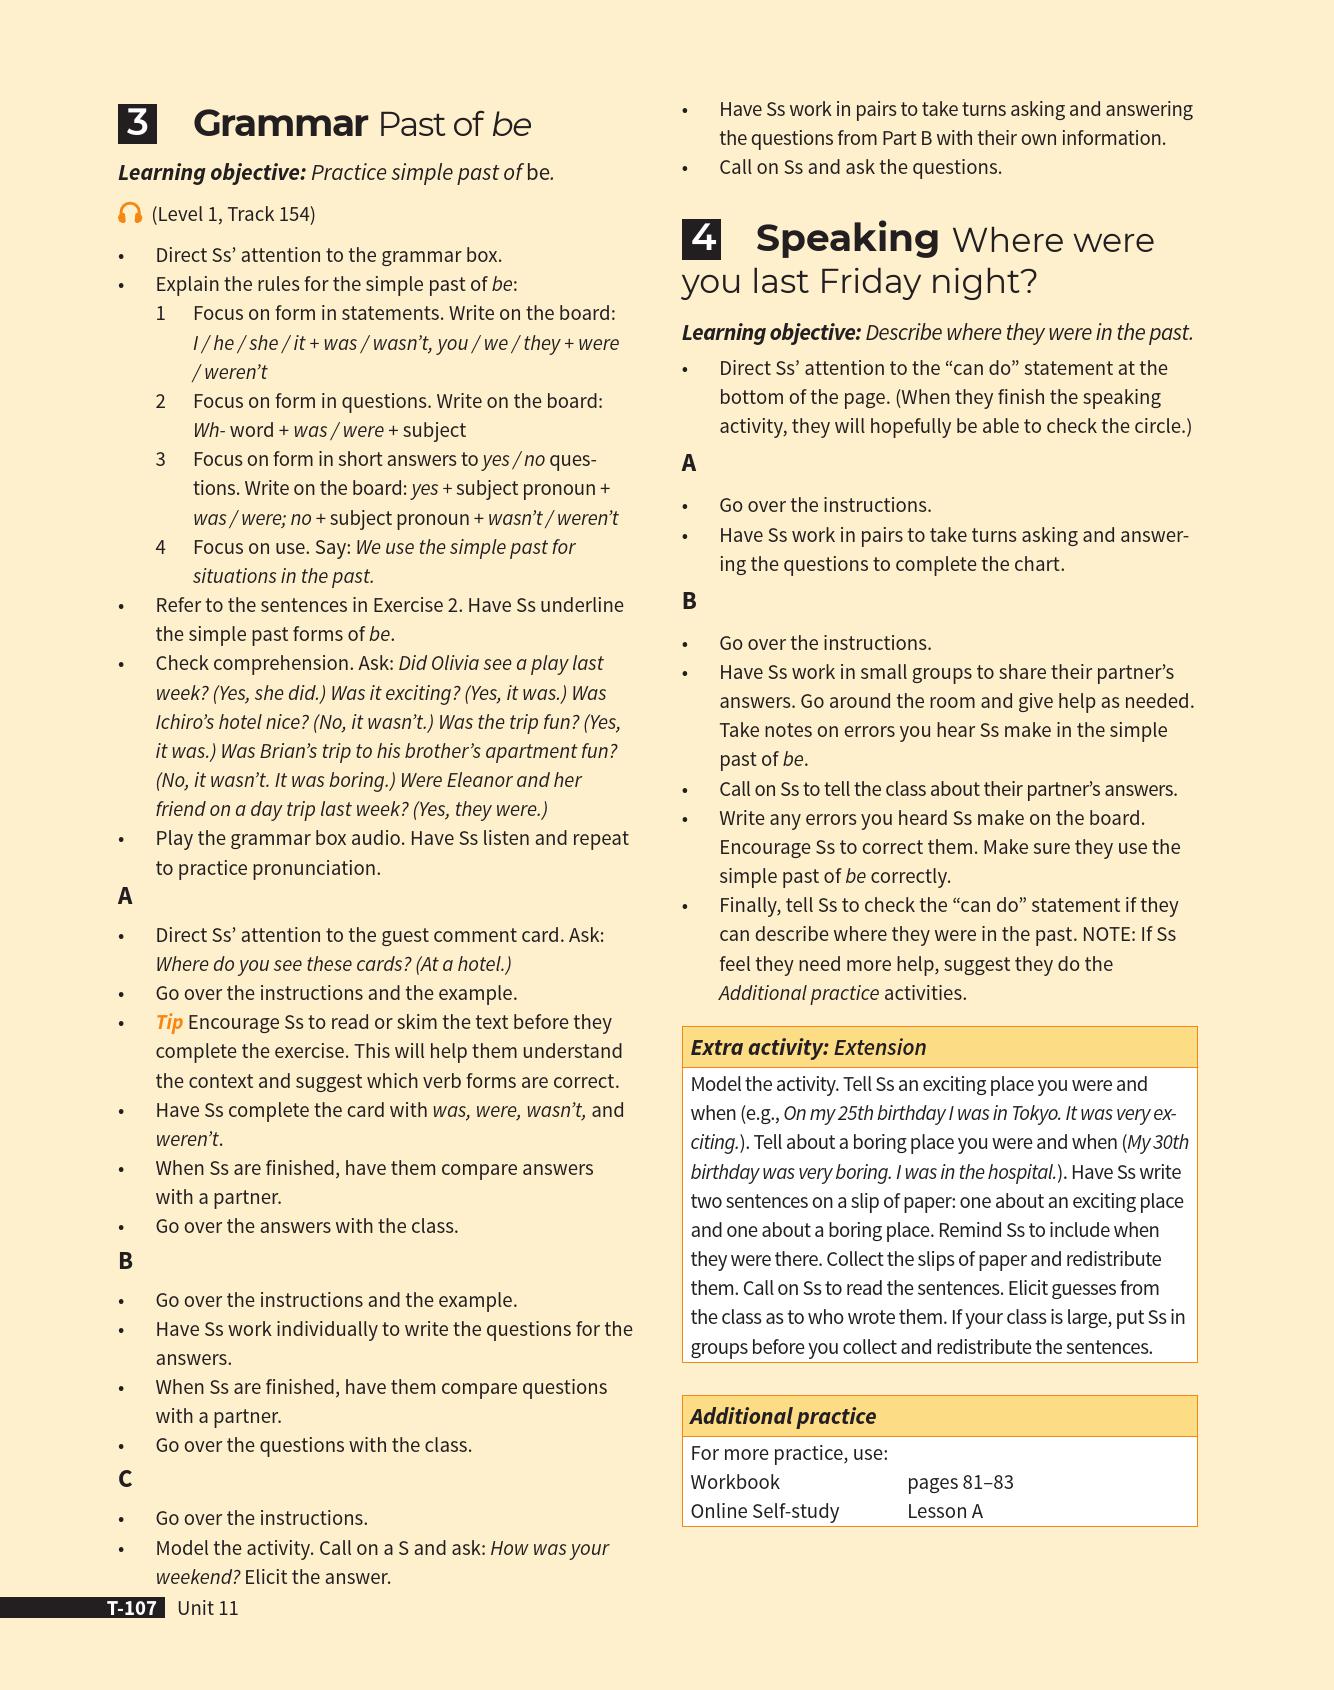 3 Grammar Past of be
Learning objective: Practice simple past of be.
(Level 1, Track 154)
• Direct Ss’ attention to the grammar box.
• Explain the rules for the simple past of be:
1 Focus on form in statements. Write on the board:
I / he / she / it + was / wasn’t, you / we / they + were
/ weren’t
2 Focus on form in questions. Write on the board:
Wh- word + was / were + subject
3 Focus on form in short answers to yes / no ques-
tions. Write on the board: yes + subject pronoun +
was / were; no + subject pronoun + wasn’t / weren’t
4 Focus on use. Say: We use the simple past for
situations in the past.
• Refer to the sentences in Exercise 2. Have Ss underline
the simple past forms of be.
• Check comprehension. Ask: Did Olivia see a play last
week? (Yes, she did.) Was it exciting? (Yes, it was.) Was
Ichiro’s hotel nice? (No, it wasn’t.) Was the trip fun? (Yes,
it was.) Was Brian’s trip to his brother’s apartment fun?
(No, it wasn’t. It was boring.) Were Eleanor and her
friend on a day trip last week? (Yes, they were.)
• Play the grammar box audio. Have Ss listen and repeat
to practice pronunciation.
A
• Direct Ss’ attention to the guest comment card. Ask:
Where do you see these cards? (At a hotel.)
• Go over the instructions and the example.
• Tip Encourage Ss to read or skim the text before they
complete the exercise. This will help them understand
the context and suggest which verb forms are correct.
• Have Ss complete the card with was, were, wasn’t, and
weren’t.
• When Ss are finished, have them compare answers
with a partner.
• Go over the answers with the class.
B
• Go over the instructions and the example.
• Have Ss work individually to write the questions for the
answers.
• When Ss are finished, have them compare questions
with a partner.
• Go over the questions with the class.
C
• Go over the instructions.
• Model the activity. Call on a S and ask: How was your
weekend? Elicit the answer.
• Have Ss work in pairs to take turns asking and answering
the questions from Part B with their own information.
• Call on Ss and ask the questions.
4 Speaking Where were
you last Friday night?
Learning objective: Describe where they were in the past.
• Direct Ss’ attention to the “can do” statement at the
bottom of the page. (When they finish the speaking
activity, they will hopefully be able to check the circle.)
A
• Go over the instructions.
• Have Ss work in pairs to take turns asking and answer-
ing the questions to complete the chart.
B
• Go over the instructions.
• Have Ss work in small groups to share their partner’s
answers. Go around the room and give help as needed.
Take notes on errors you hear Ss make in the simple
past of be.
• Call on Ss to tell the class about their partner’s answers.
• Write any errors you heard Ss make on the board.
Encourage Ss to correct them. Make sure they use the
simple past of be correctly.
• Finally, tell Ss to check the “can do” statement if they
can describe where they were in the past. NOTE: If Ss
feel they need more help, suggest they do the
Additional practice activities.
Extra activity: Extension
Model the activity. Tell Ss an exciting place you were and
when (e.g., On my 25th birthday I was in Tokyo. It was very ex-
citing.). Tell about a boring place you were and when (My 30th
birthday was very boring. I was in the hospital.). Have Ss write
two sentences on a slip of paper: one about an exciting place
and one about a boring place. Remind Ss to include when
they were there. Collect the slips of paper and redistribute
them. Call on Ss to read the sentences. Elicit guesses from
the class as to who wrote them. If your class is large, put Ss in
groups before you collect and redistribute the sentences.
Additional practice
For more practice, use:
Workbook pages 81–83
Online Self-study Lesson A
T-107 Unit 11